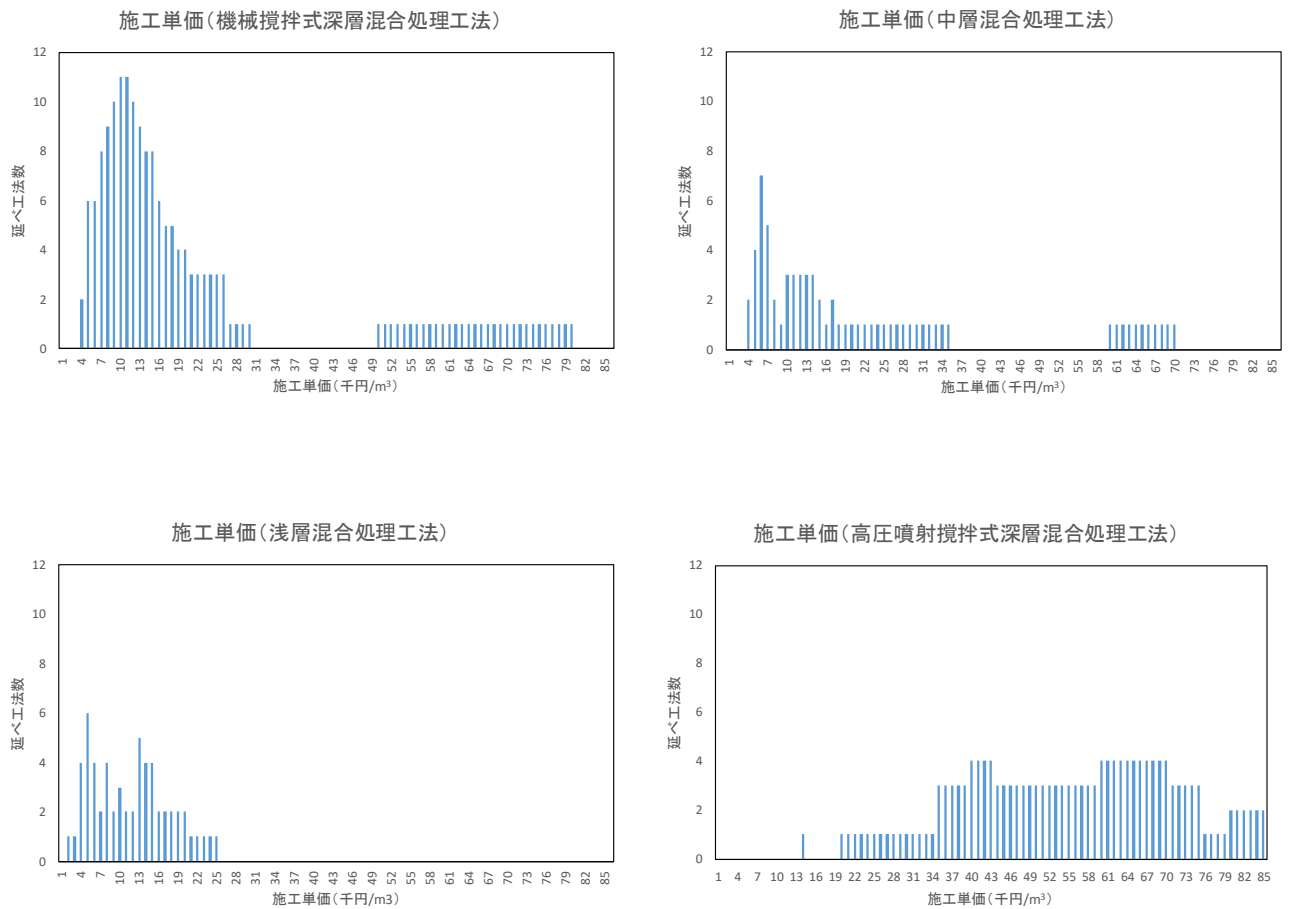 施工単価(機械撹拌式深層混合処理工法)
12
10
8
6
4
2
0
延べ工法数
1 4 7 10 13 16 19 22 25 28 31 34 37 40 43 46 49 52 55 58 61 64 67 70 73 76 79 82 85
施工単価(千円/m³)
施工単価(中層混合処理工法)
12
10
8
6
4
2
0
延べ工法数
1 4 7 10 13 16 19 22 25 28 31 34 37 40 43 46 49 52 55 58 61 64 67 70 73 76 79 82 85
施工単価(千円/m³)
施工単価(浅層混合処理工法)
12
10
8
6
4
2
0
延べ工法数
1 4 7 10 13 16 19 22 25 28 31 34 37 40 43 46 49 52 55 58 61 64 67 70 73 76 79 82 85
施工単価(千円/m3)
施工単価(高圧噴射撹拌式深層混合処理工法)
12
10
8
6
4
2
0
延べ工法数
1 4 7 10 13 16 19 22 25 28 31 34 37 40 43 46 49 52 55 58 61 64 67 70 73 76 79 82 85
施工単価(千円/m³)